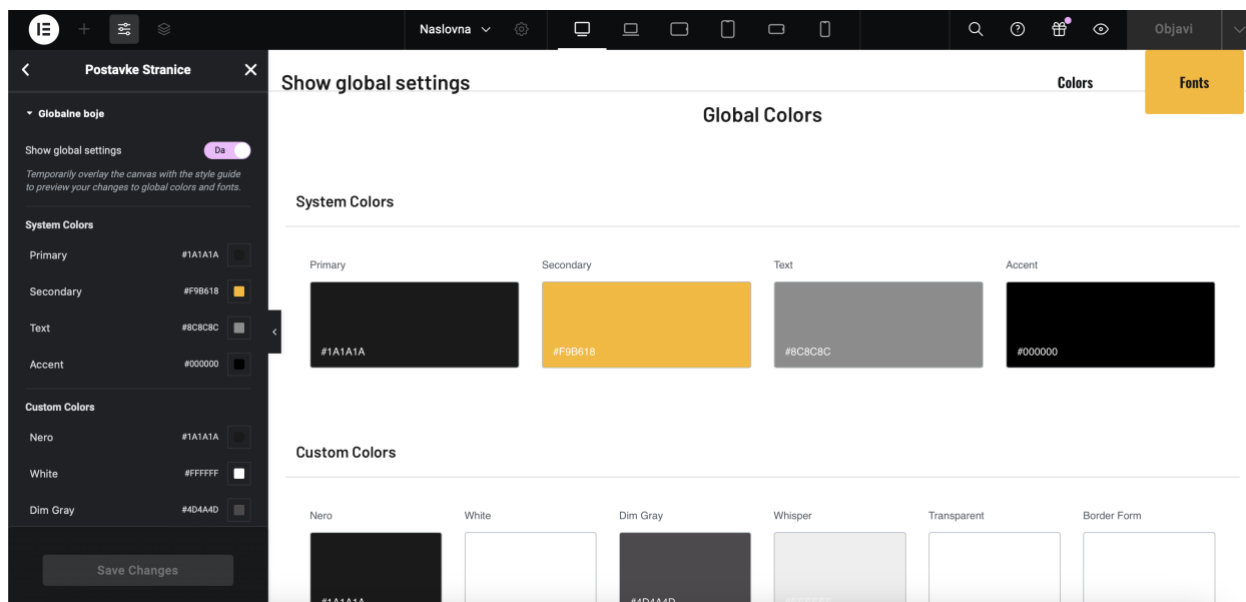 Naslovna
Objavi
Postavke Stranice
Globalne boje
Show global settings
Da
Temporarily overlay the canvas with the style guide
to preview your changes to global colors and fonts.
System Colors
Primary #1A1A1A
Secondary #F9B618
Text #8C8C8C
Accent #000000
Custom Colors
Nero #1A1A1A
White #FFFFFF
Dim Gray #4D4A4D
Save Changes
Show global settings
Colors
Fonts
Global Colors
System Colors
Primary
Secondary
Text
Accent
#1A1A1A
#F9B618
#8C8C8C
#000000
Custom Colors
Nero
White
Dim Gray
Whisper
Transparent
Border Form
#1A1A1A
#4D4A4D